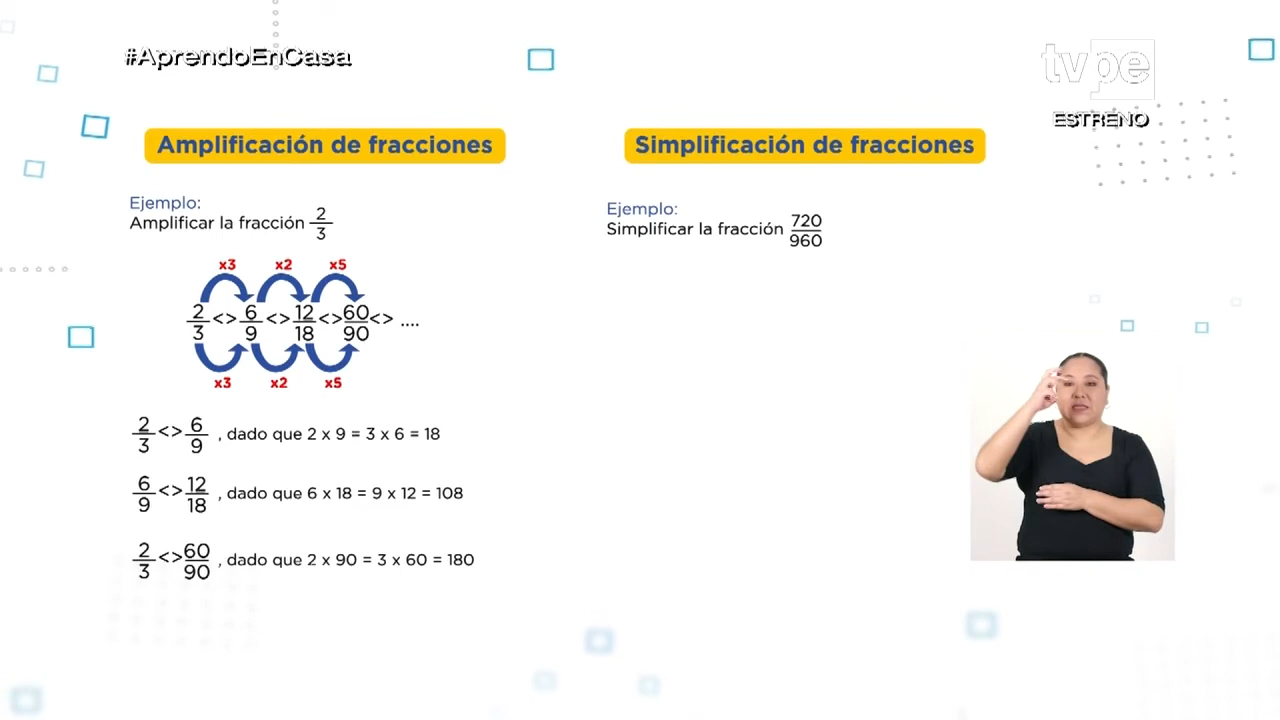 #AprendoEnCasa
tvpe
ESTRENO
Amplificación de fracciones
Ejemplo:
Amplificar la fracción 2/3
x3 x2 x5
2/3 <> 6/9 <> 12/18 <> 60/90 <> ....
x3 x2 x5
2/3 <> 6/9 , dado que 2 x 9 = 3 x 6 = 18
6/9 <> 12/18 , dado que 6 x 18 = 9 x 12 = 108
2/3 <> 60/90 , dado que 2 x 90 = 3 x 60 = 180
Simplificación de fracciones
Ejemplo:
Simplificar la fracción 720/960